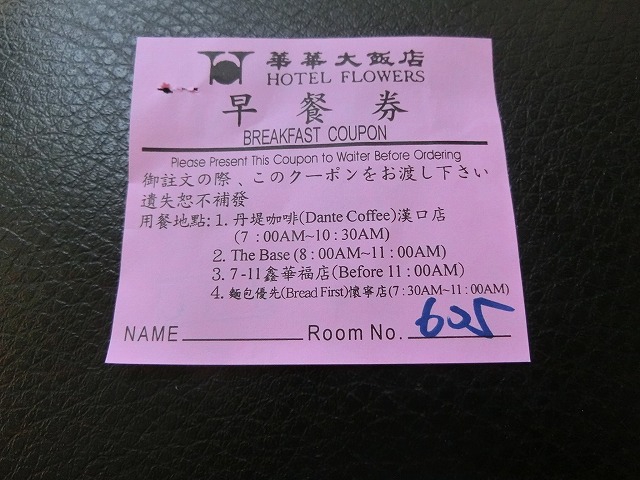 華華大飯店
HOTEL FLOWERS
早餐券
BREAKFAST COUPON
Please Present This Coupon to Waiter Before Ordering
御註文の際、このクーポンをお渡し下さい
遺失恕不補發
用餐地點:1. 丹堤咖啡(Dante Coffee)漢口店
(7:00AM~10:30AM)
2. The Base (8:00AM~11:00AM)
3. 7-11鑫華福店(Before 11:00AM)
4. 麵包優先(Bread First)懷寧店(7:30AM~11:00AM)
NAME Room No. 605